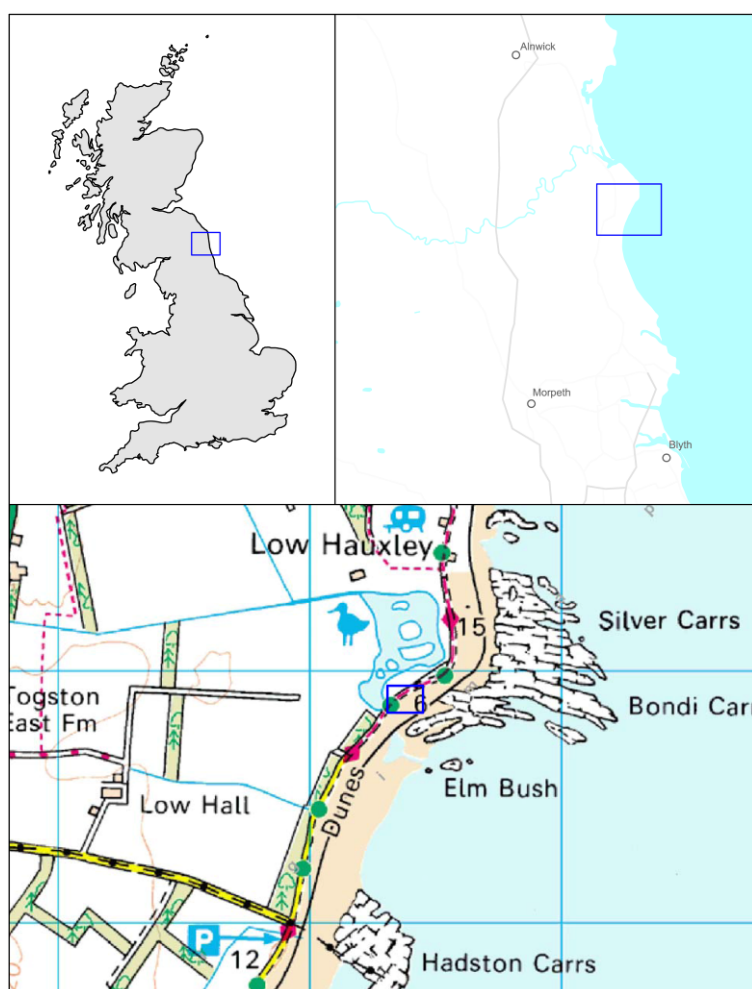 Alnwick
Morpeth
Blyth
Low Hauxley
15
Silver Carrs
6
Bondi Carr
Togston
East Fm
Elm Bush
Low Hall
Dunes
P
12
Hadston Carrs